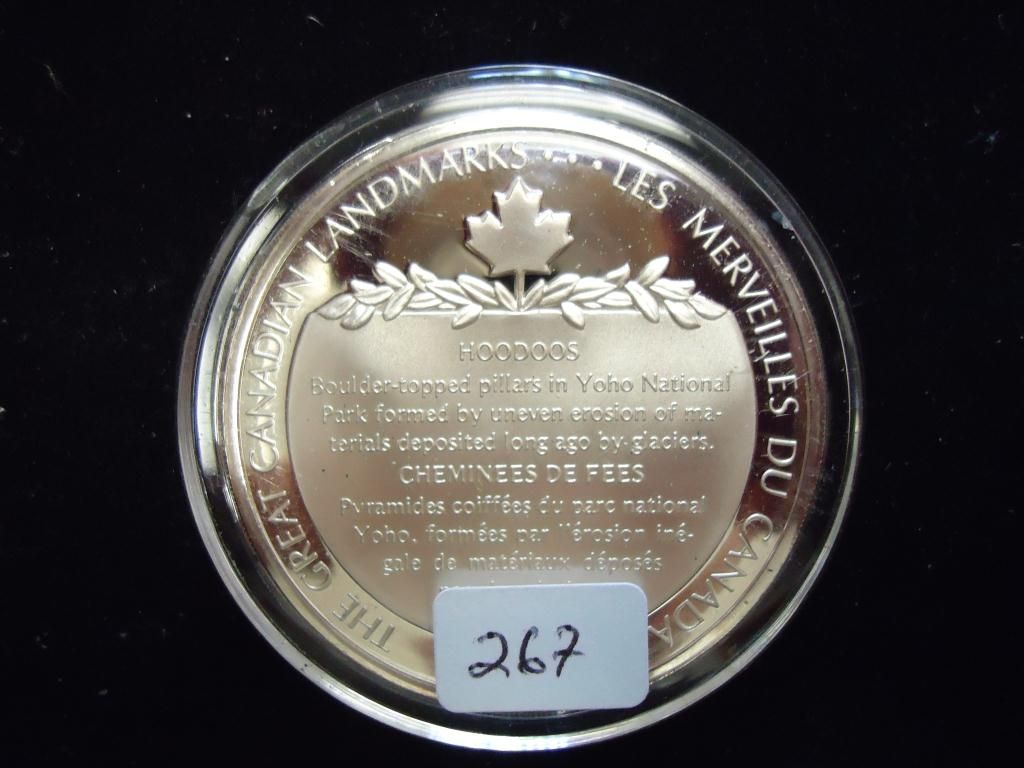 THE GREAT CANADIAN LANDMARKS ···· LES MERVEILLES DU CANADA
HOODOOS
Boulder-topped pillars in Yoho National
Park formed by uneven erosion of ma-
terials deposited long ago by glaciers.
CHEMINEES DE FEES
Pyramides coiffées du parc national
Yoho, formées par l'érosion iné-
gale de matériaux déposés
267